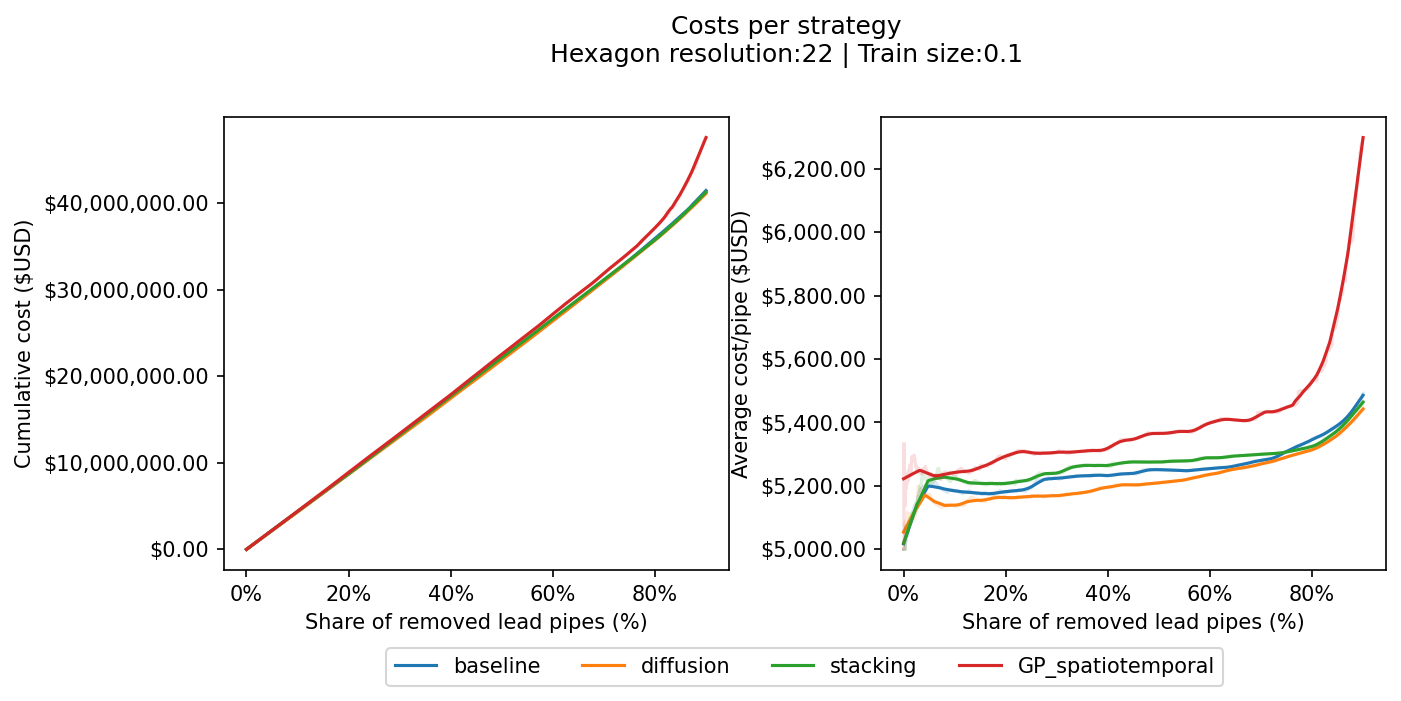 Costs per strategy
Hexagon resolution:22 | Train size:0.1
Cumulative cost ($USD)
$40,000,000.00
$30,000,000.00
$20,000,000.00
$10,000,000.00
$0.00
0% 20% 40% 60% 80%
Share of removed lead pipes (%)
Average cost/pipe ($USD)
$6,200.00
$6,000.00
$5,800.00
$5,600.00
$5,400.00
$5,200.00
$5,000.00
0% 20% 40% 60% 80%
Share of removed lead pipes (%)
baseline diffusion stacking GP_spatiotemporal